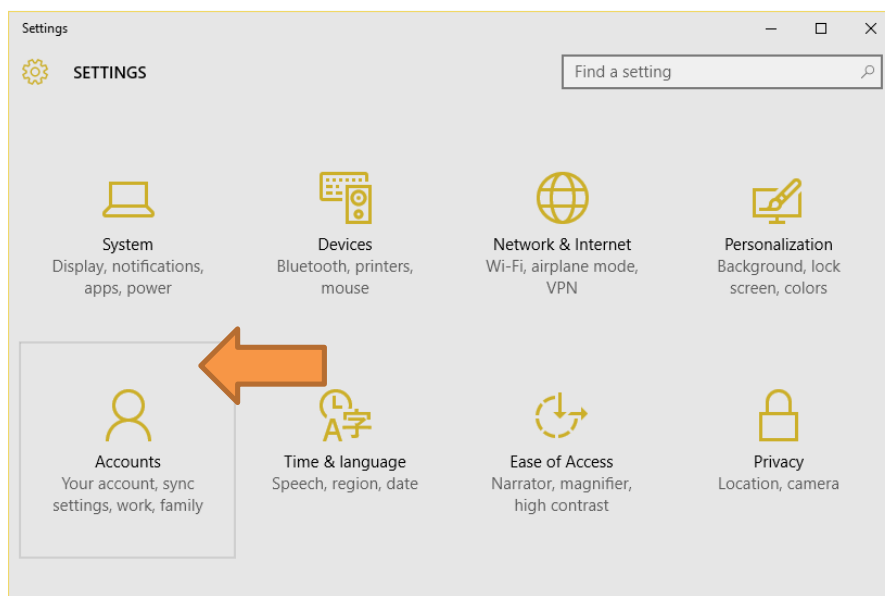 Settings
SETTINGS
Find a setting
System
Display, notifications,
apps, power
Devices
Bluetooth, printers,
mouse
Network & Internet
Wi-Fi, airplane mode,
VPN
Personalization
Background, lock
screen, colors
A字
Accounts
Your account, sync
settings, work, family
Time & language
Speech, region, date
Ease of Access
Narrator, magnifier,
high contrast
Privacy
Location, camera